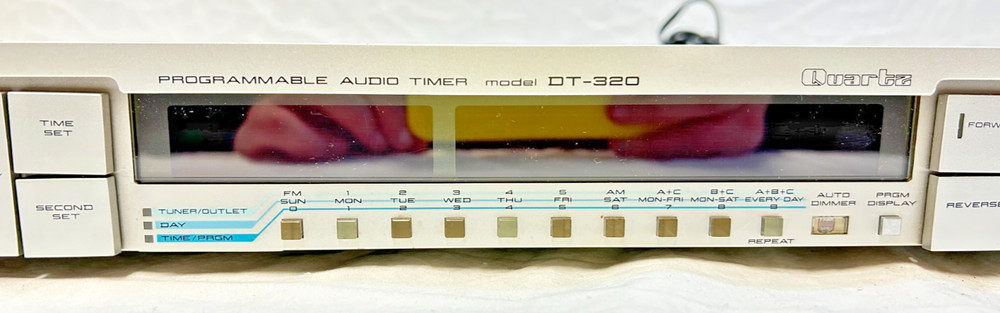 PROGRAMMABLE AUDIO TIMER model DT-320
Quartz
TIME
SET
SECOND
SET
FORW
REVERSE
TUNER/OUTLET
DAY
TIME/PRGM
FM 1 2 3 4 5 AM A+C B+C A+B+C
SUN MON TUE WED THU FRI SAT MON-FRI MON-SAT EVERY-DAY
0 1 2 3 4 5 6 7 8 9
REPEAT
AUTO
DIMMER
PRGM
DISPLAY